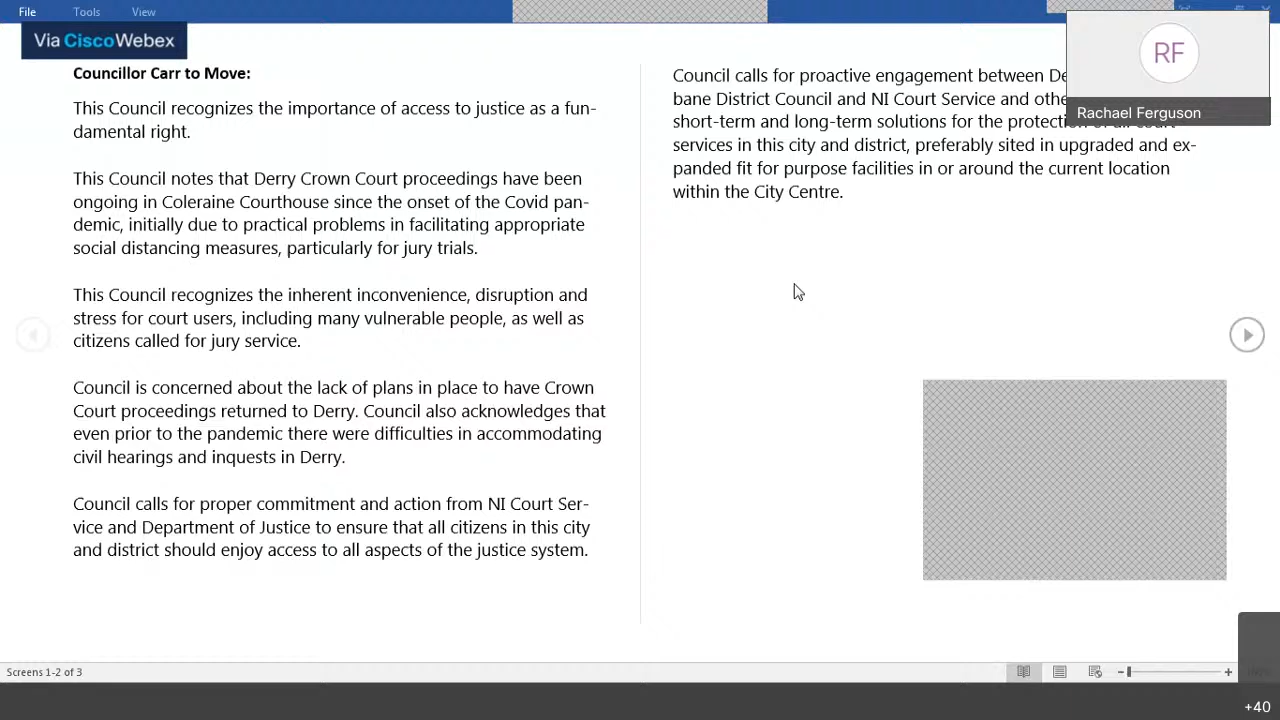 File Tools View
Via Cisco Webex
Councillor Carr to Move:
This Council recognizes the importance of access to justice as a fun-
damental right.
This Council notes that Derry Crown Court proceedings have been
ongoing in Coleraine Courthouse since the onset of the Covid pan-
demic, initially due to practical problems in facilitating appropriate
social distancing measures, particularly for jury trials.
This Council recognizes the inherent inconvenience, disruption and
stress for court users, including many vulnerable people, as well as
citizens called for jury service.
Council is concerned about the lack of plans in place to have Crown
Court proceedings returned to Derry. Council also acknowledges that
even prior to the pandemic there were difficulties in accommodating
civil hearings and inquests in Derry.
Council calls for proper commitment and action from NI Court Ser-
vice and Department of Justice to ensure that all citizens in this city
and district should enjoy access to all aspects of the justice system.
Council calls for proactive engagement between
bane District Council and NI Court Service and
short-term and long-term solutions for the protection
services in this city and district, preferably sited in upgraded and ex-
panded fit for purpose facilities in or around the current location
within the City Centre.
RF
Rachael Ferguson
Screens 1-2 of 3
+40